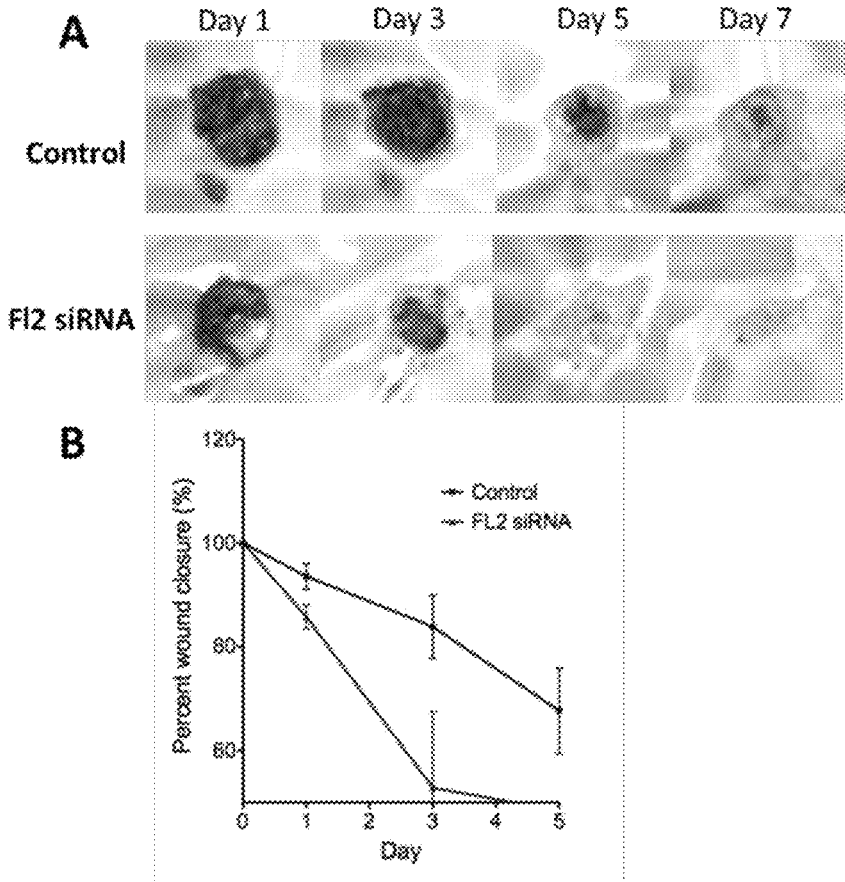 A
Day 1 Day 3 Day 5 Day 7
Control
Fl2 siRNA
B
120
100
80
60
Percent wound closure (%)
Control
FL2 siRNA
0 1 2 3 4 5
Day